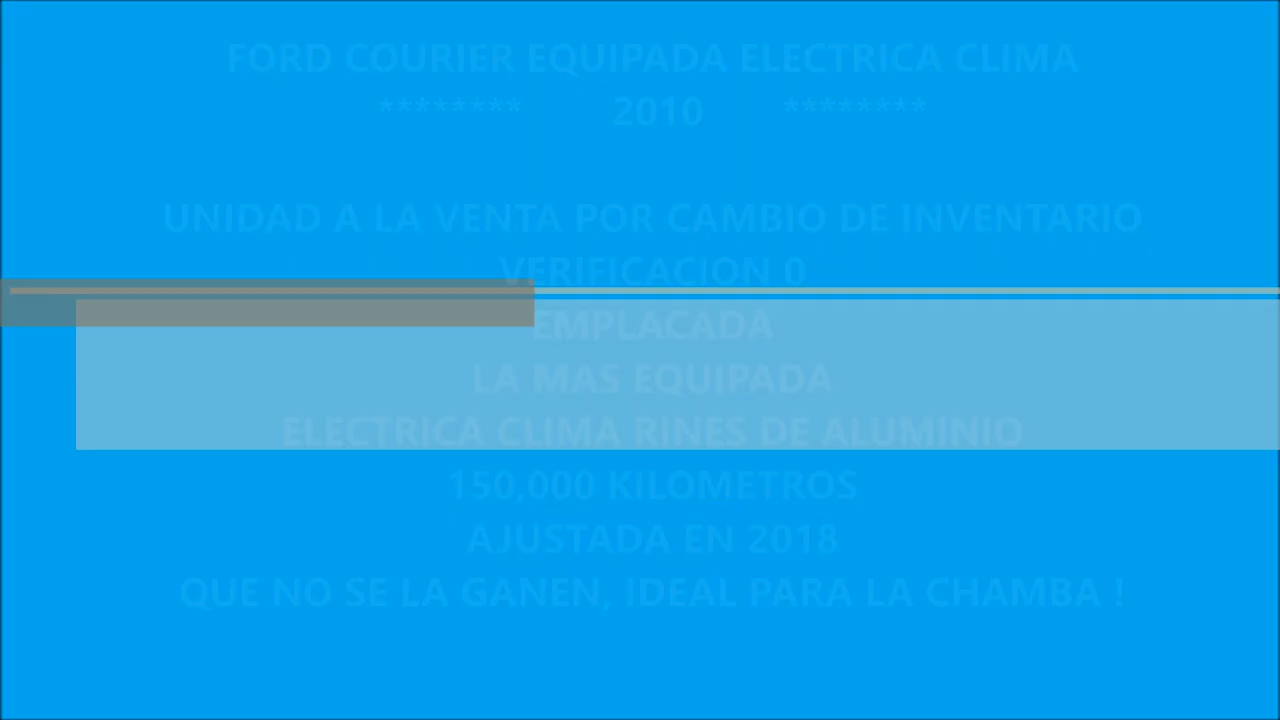 FORD COURIER EQUIPADA ELECTRICA CLIMA
******** 2010 ********
UNIDAD A LA VENTA POR CAMBIO DE INVENTARIO
VERIFICACION 0
EMPLACADA
LA MAS EQUIPADA
ELECTRICA CLIMA RINES DE ALUMINIO
150,000 KILOMETROS
AJUSTADA EN 2018
QUE NO SE LA GANEN, IDEAL PARA LA CHAMBA !